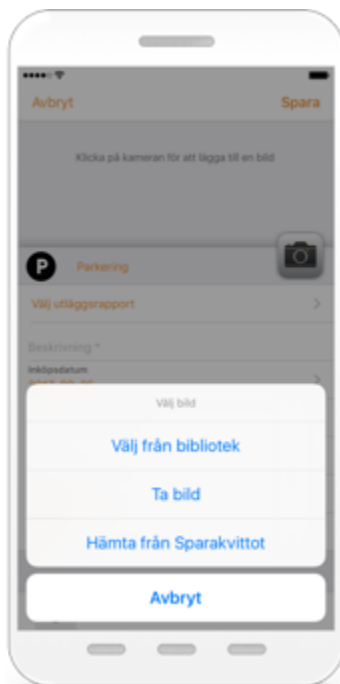 Avbryt Spara
Klicka på kameran för att lägga till en bild
P Parkering
Välj utläggsrapport
Beskrivning *
Inköpsdatum
Välj bild
Välj från bibliotek
Ta bild
Hämta från Sparakvittot
Avbryt